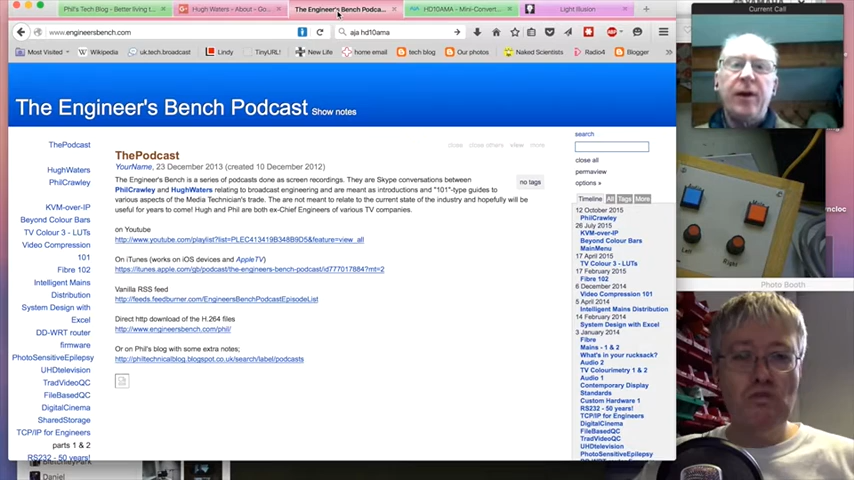 Current Call
Phil's Tech Blog - Better living t...
Hugh Waters - About - Go...
The Engineer's Bench Podca...
HD10AMA - Mini-Convert...
Light Illusion
www.engineersbench.com
aja hd10ama
Most Visited
Wikipedia
uk.tech.broadcast
Lindy
TinyURL!
New Life
home email
tech blog
Our photos
Naked Scientists
Radio4
Blogger
The Engineer's Bench Podcast Show notes
ThePodcast
HughWaters
PhilCrawley
KVM-over-IP
Beyond Colour Bars
TV Colour 3 - LUTs
Video Compression
101
Fibre 102
Intelligent Mains
Distribution
System Design with
Excel
DD-WRT router
firmware
PhotoSensitiveEpilepsy
UHDtelevision
TradVideoQC
FileBasedQC
DigitalCinema
SharedStorage
TCP/IP for Engineers
parts 1 & 2
RS232 - 50 years!
close close others view more
ThePodcast
YourName, 23 December 2013 (created 10 December 2012)
no tags
The Engineer's Bench is a series of podcasts done as screen recordings. They are Skype conversations between
PhilCrawley and HughWaters relating to broadcast engineering and are meant as introductions and "101"-type guides to
various aspects of the Media Technician's trade. The are not meant to relate to the current state of the industry and hopefully will be
useful for years to come! Hugh and Phil are both ex-Chief Engineers of various TV companies.
on Youtube
http://www.youtube.com/playlist?list=PLEC413419B348B9D5&feature=view_all
On iTunes (works on iOS devices and AppleTV)
https://itunes.apple.com/gb/podcast/the-engineers-bench-podcast/id777017884?mt=2
Vanilla RSS feed
http://feeds.feedburner.com/EngineersBenchPodcastEpisodeList
Direct http download of the H.264 files
http://www.engineersbench.com/phil/
Or on Phil's blog with some extra notes;
http://philtechnicalblog.blogspot.co.uk/search/label/podcasts
search
close all
permaview
options »
Timeline All Tags More
12 October 2015
PhilCrawley
26 July 2015
KVM-over-IP
Beyond Colour Bars
MainMenu
17 April 2015
TV Colour 3 - LUTs
17 February 2015
Fibre 102
6 December 2014
Video Compression 101
5 April 2014
Intelligent Mains Distribution
14 February 2014
System Design with Excel
3 January 2014
Fibre
Mains - 1 & 2
What's in your rucksack?
Audio 2
TV Colourimetry 1 & 2
Audio 1
Contemporary Display
Standards
Custom Hardware 1
RS232 - 50 years!
TCP/IP for Engineers
DigitalCinema
FileBasedQC
TradVideoQC
UHDtelevision
PhotoSensitiveEpilepsy
Left
Right
Photo Booth
Daniel